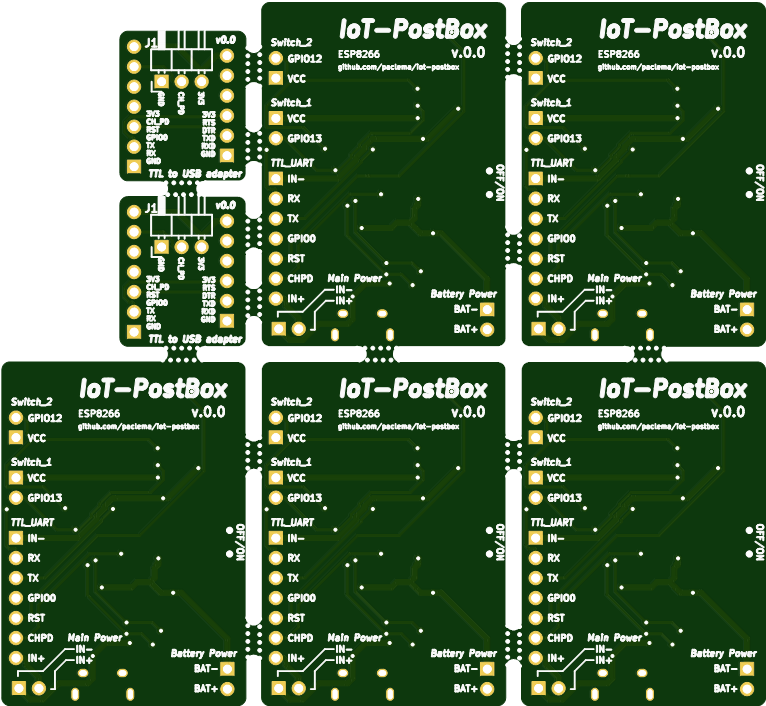 J1
v0.0
GND
CH_PD
3V3
3V3
CH_PD
RST
GPIO0
TX
RX
GND
3V3
RTS
DTR
TXD
RXD
GND
TTL to USB adapter
J1
v0.0
GND
CH_PD
3V3
3V3
CH_PD
RST
GPIO0
TX
RX
GND
3V3
RTS
DTR
TXD
RXD
GND
TTL to USB adapter
IoT-PostBox
v.0.0
ESP8266
github.com/paclema/iot-postbox
Switch_2
GPIO12
VCC
Switch_1
VCC
GPIO13
TTL_UART
IN-
RX
TX
GPIO0
RST
CHPD
IN+
OFF/ON
Main Power
IN-
IN+
Battery Power
BAT-
BAT+
IoT-PostBox
v.0.0
ESP8266
github.com/paclema/iot-postbox
Switch_2
GPIO12
VCC
Switch_1
VCC
GPIO13
TTL_UART
IN-
RX
TX
GPIO0
RST
CHPD
IN+
OFF/ON
Main Power
IN-
IN+
Battery Power
BAT-
BAT+
IoT-PostBox
v.0.0
ESP8266
github.com/paclema/iot-postbox
Switch_2
GPIO12
VCC
Switch_1
VCC
GPIO13
TTL_UART
IN-
RX
TX
GPIO0
RST
CHPD
IN+
OFF/ON
Main Power
IN-
IN+
Battery Power
BAT-
BAT+
IoT-PostBox
v.0.0
ESP8266
github.com/paclema/iot-postbox
Switch_2
GPIO12
VCC
Switch_1
VCC
GPIO13
TTL_UART
IN-
RX
TX
GPIO0
RST
CHPD
IN+
OFF/ON
Main Power
IN-
IN+
Battery Power
BAT-
BAT+
IoT-PostBox
v.0.0
ESP8266
github.com/paclema/iot-postbox
Switch_2
GPIO12
VCC
Switch_1
VCC
GPIO13
TTL_UART
IN-
RX
TX
GPIO0
RST
CHPD
IN+
OFF/ON
Main Power
IN-
IN+
Battery Power
BAT-
BAT+